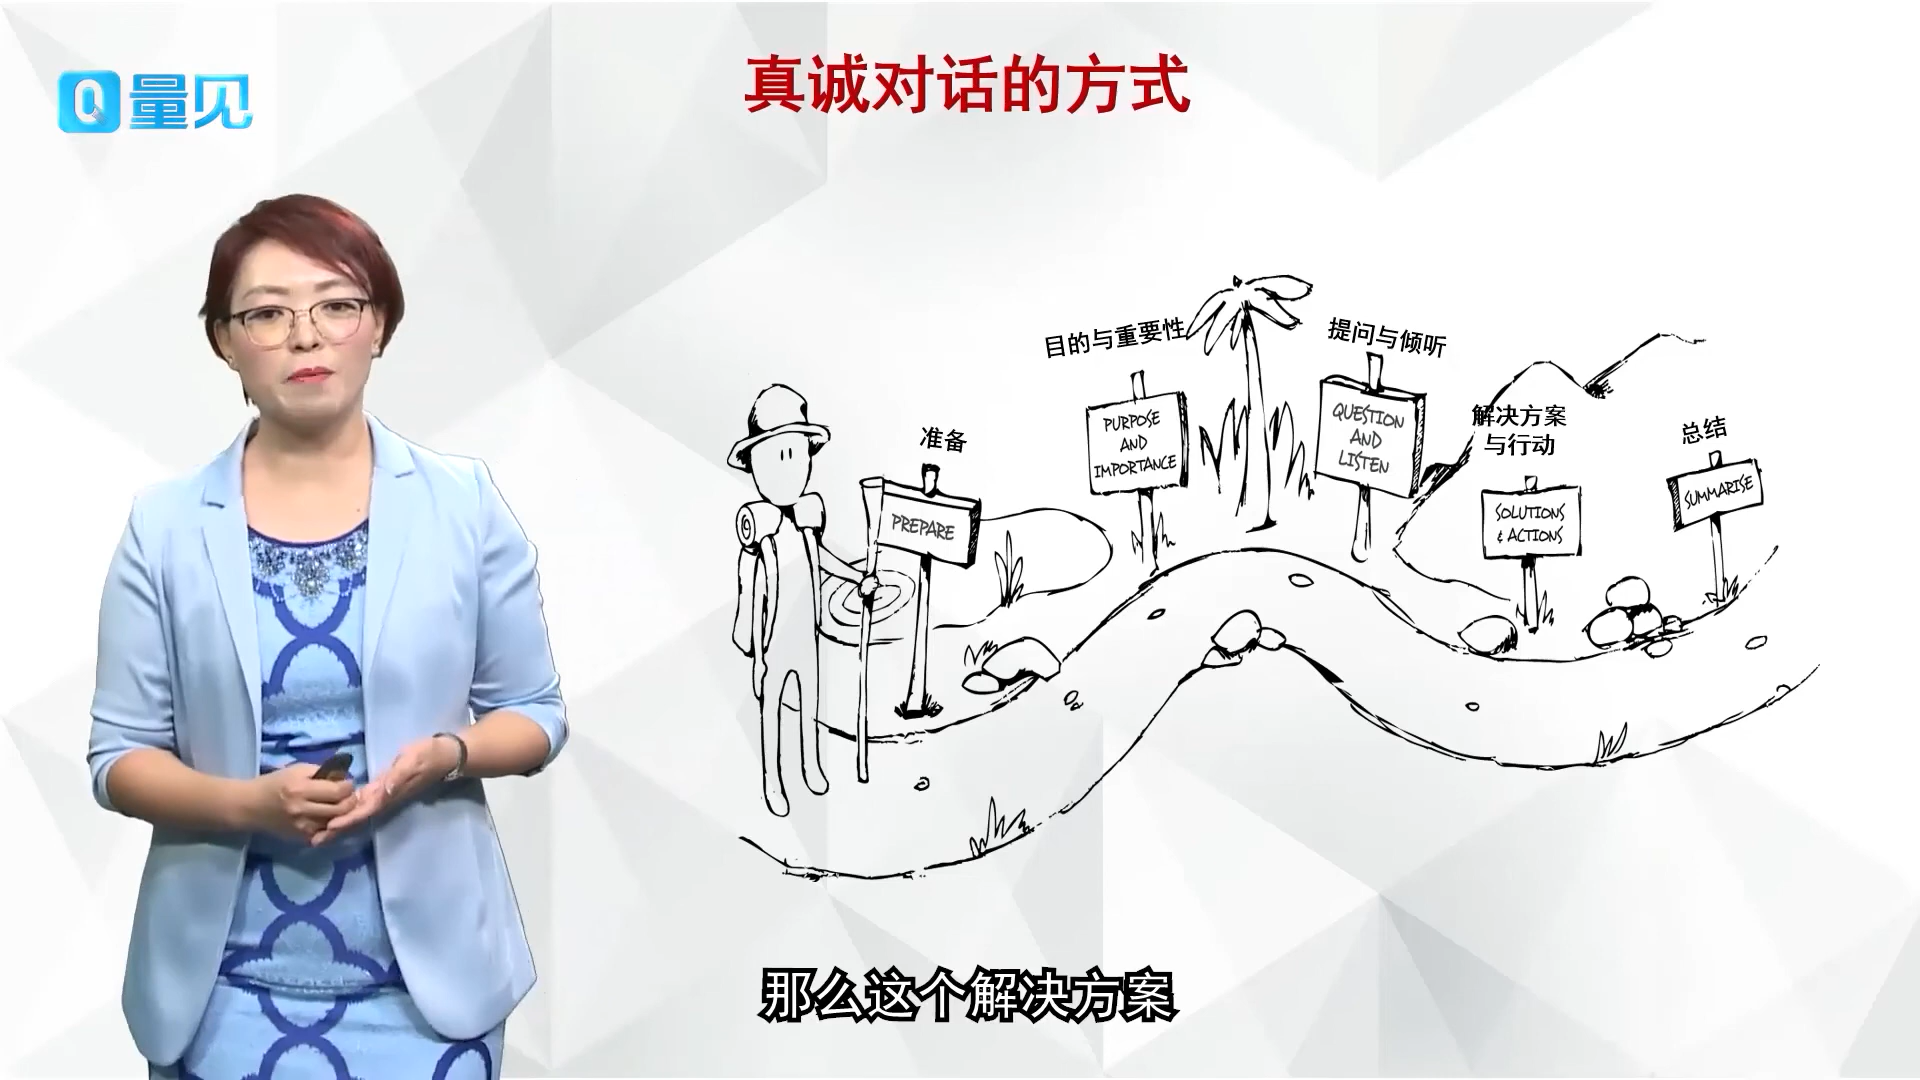 量见
真诚对话的方式
准备
PREPARE
目的与重要性
PURPOSE
AND
IMPORTANCE
提问与倾听
QUESTION
AND
LISTEN
解决方案
与行动
SOLUTIONS
& ACTIONS
总结
SUMMARISE
那么这个解决方案